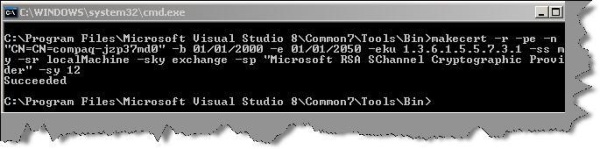 C:\WINDOWS\system32\cmd.exe
C:\Program Files\Microsoft Visual Studio 8\Common7\Tools\Bin>makecert -r -pe -n
"CN=CN=compaq-jzp37md0" -b 01/01/2000 -e 01/01/2050 -eku 1.3.6.1.5.5.7.3.1 -ss m
y -sr localMachine -sky exchange -sp "Microsoft RSA SChannel Cryptographic Provi
der" -sy 12
Succeeded
C:\Program Files\Microsoft Visual Studio 8\Common7\Tools\Bin>